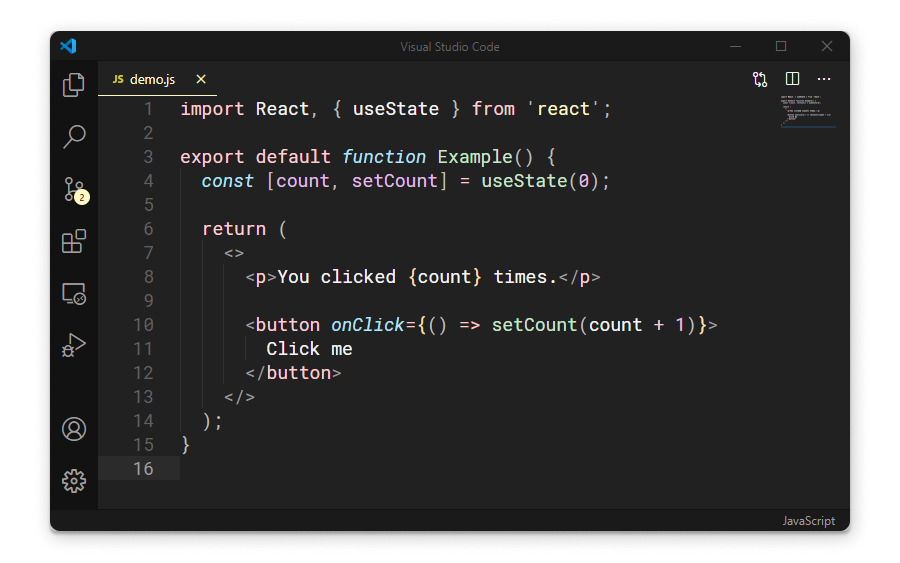 Visual Studio Code
JS demo.js
1 import React, { useState } from 'react';
2
3 export default function Example() {
4   const [count, setCount] = useState(0);
5
6   return (
7     <>
8       <p>You clicked {count} times.</p>
9
10       <button onClick={() => setCount(count + 1)}>
11         Click me
12       </button>
13     </>
14   );
15 }
16
2
JavaScript